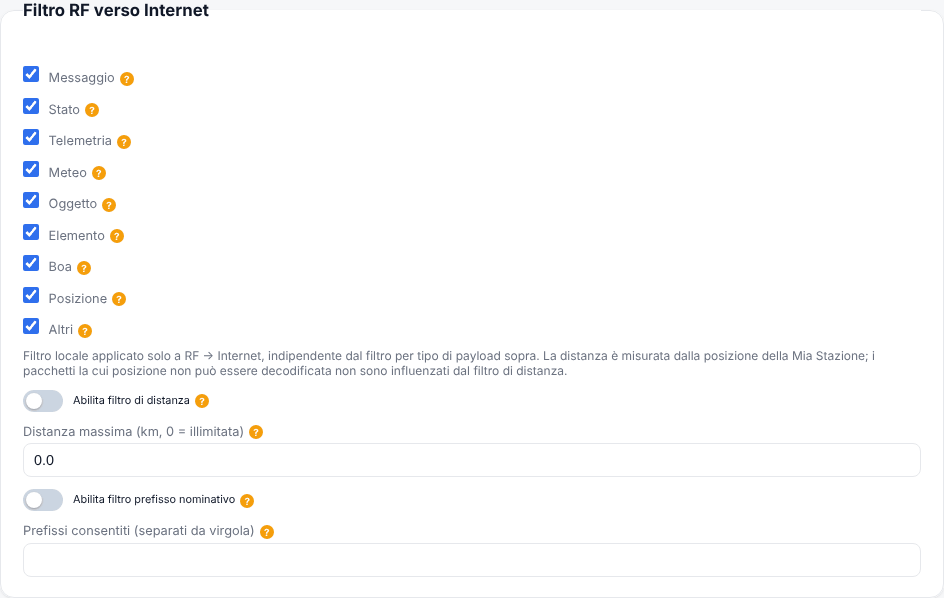 Filtro RF verso Internet
Messaggio ?
Stato ?
Telemetria ?
Meteo ?
Oggetto ?
Elemento ?
Boa ?
Posizione ?
Altri ?
Filtro locale applicato solo a RF → Internet, indipendente dal filtro per tipo di payload sopra. La distanza è misurata dalla posizione della Mia Stazione; i
pacchetti la cui posizione non può essere decodificata non sono influenzati dal filtro di distanza.
Abilita filtro di distanza ?
Distanza massima (km, 0 = illimitata) ?
0.0
Abilita filtro prefisso nominativo ?
Prefissi consentiti (separati da virgola) ?